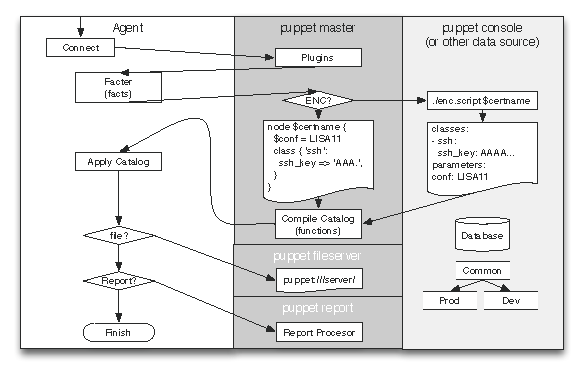 Agent
puppet master
puppet console
(or other data source)
Connect
Plugins
Facter
(facts)
ENC?
./enc.script $certname
node $certname {
$conf = LISA11
class { 'ssh':
ssh_key => 'AAA.',
}
}
classes:
- ssh:
ssh_key: AAAA...
parameters:
conf: LISA11
Apply Catalog
Compile Catalog
(functions)
file?
puppet fileserver
puppet:///server/
Database
Common
Prod
Dev
Report?
puppet report
Report Procesor
Finish